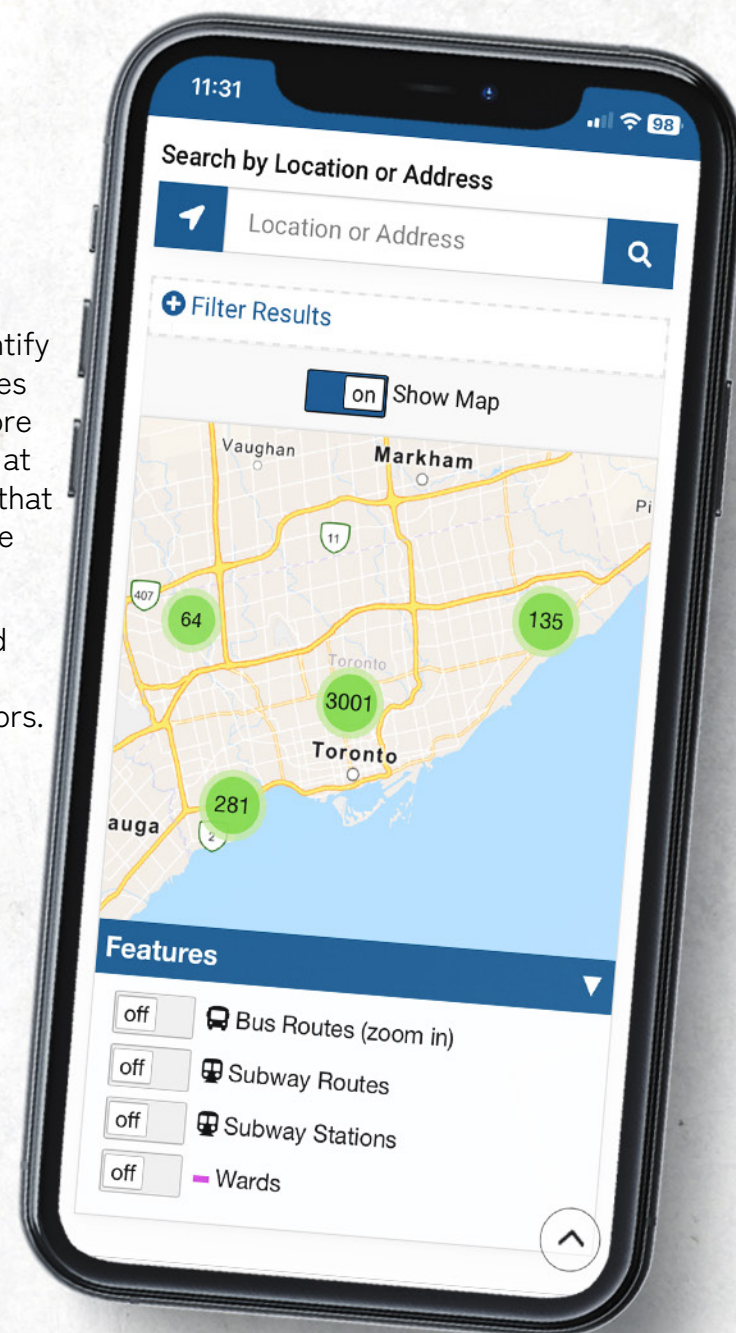 ntify
es
ore
at
that
e
d
ors.
11:31
98
Search by Location or Address
Location or Address
Filter Results
on Show Map
Vaughan
Markham
Pi
11
407
64
135
Toronto
3001
Toronto
281
auga
2
Features
off Bus Routes (zoom in)
off Subway Routes
off Subway Stations
off Wards